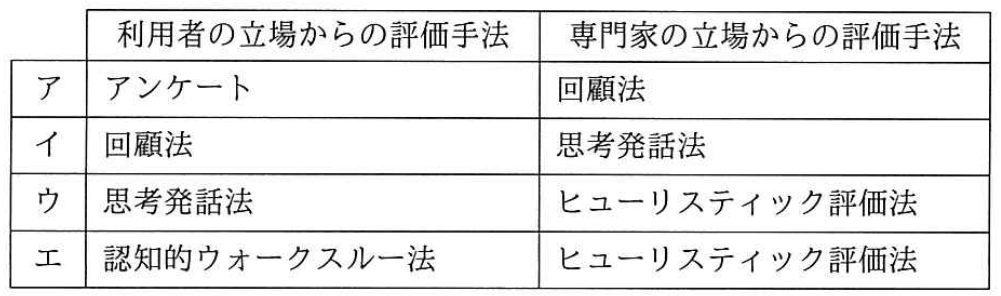 利用者の立場からの評価手法 専門家の立場からの評価手法
ア アンケート 回顧法
イ 回顧法 思考発話法
ウ 思考発話法 ヒューリスティック評価法
エ 認知的ウォークスルー法 ヒューリスティック評価法